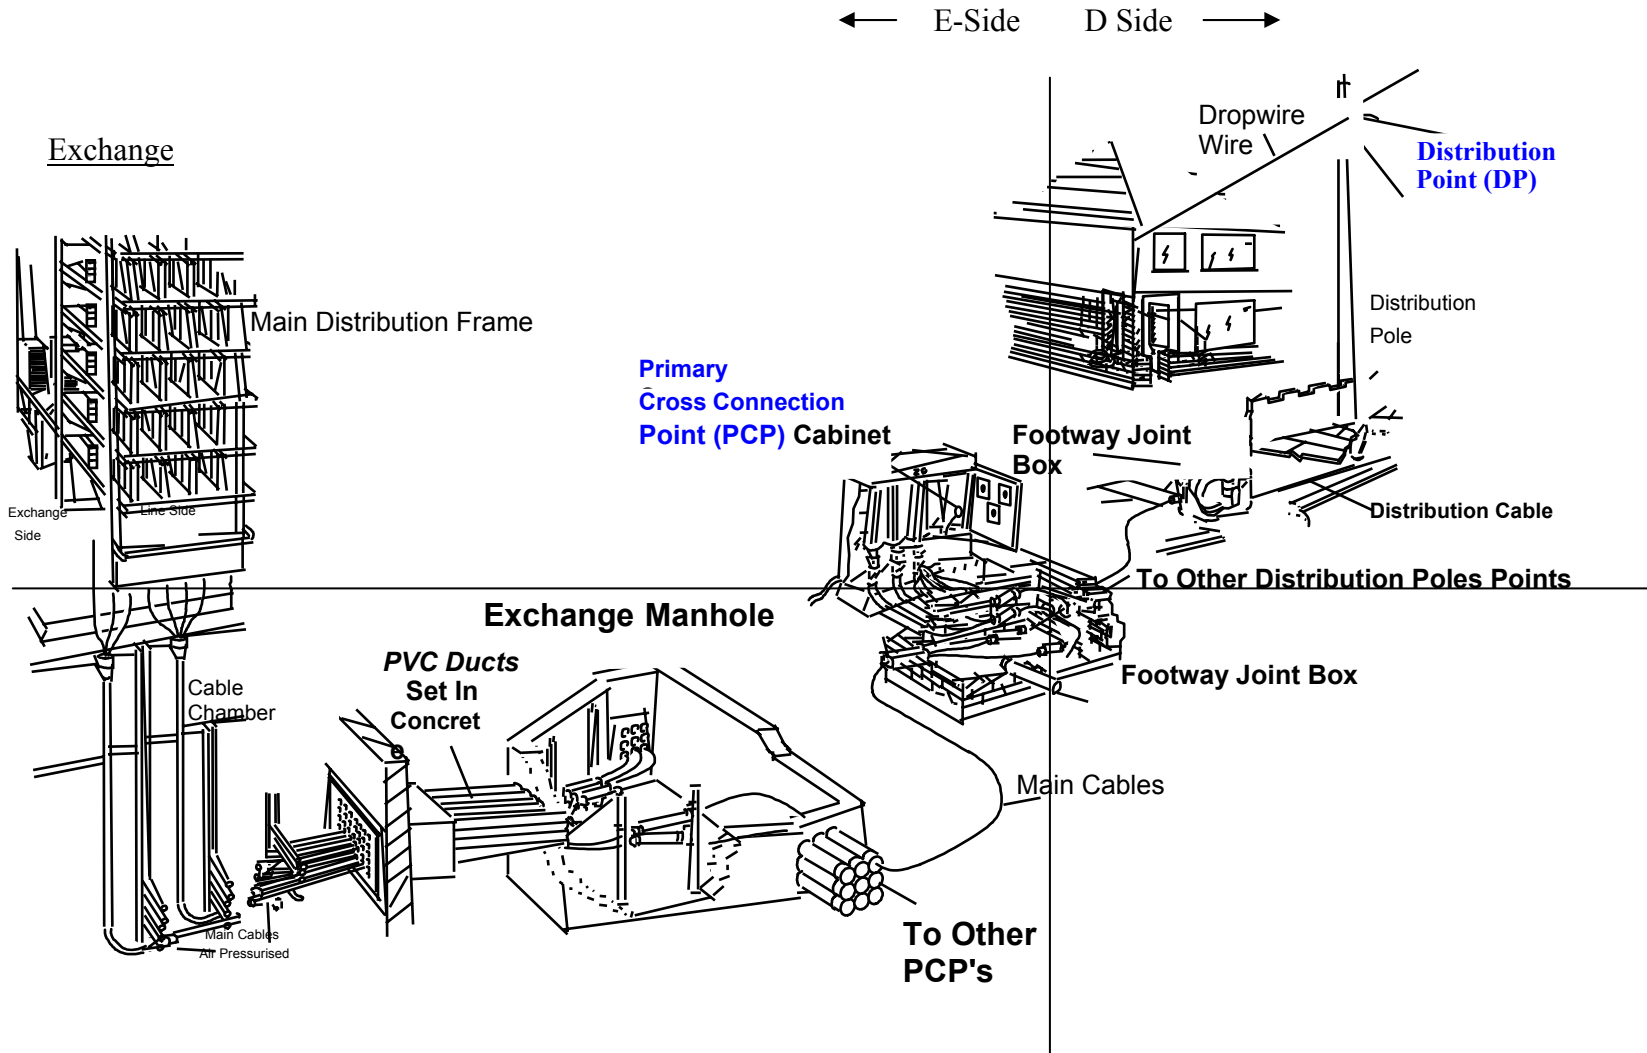 E-Side D Side
Exchange
Dropwire
Wire
Distribution
Point (DP)
Main Distribution Frame
Distribution
Pole
Primary
Cross Connection
Point (PCP) Cabinet
Footway Joint
Box
Exchange
Side
Line Side
Distribution Cable
To Other Distribution Poles Points
Exchange Manhole
PVC Ducts
Set In
Concret
Cable
Chamber
Footway Joint Box
Main Cables
Main Cables
Air Pressurised
To Other
PCP's